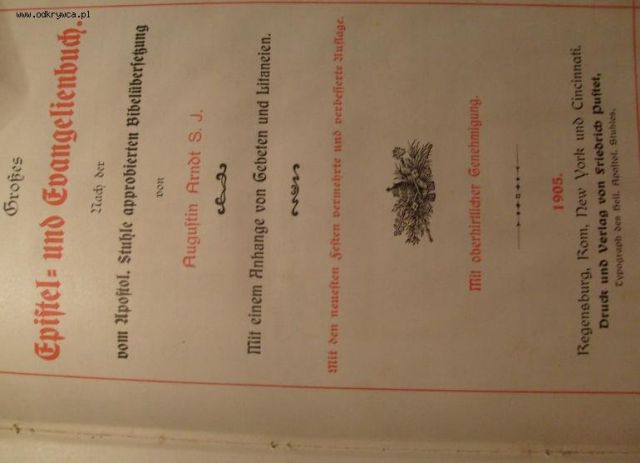 www.odkrywca.pl
Großes
Epistel- und Evangelienbuch.
Nach der
vom Apostol. Stuhle approbierten Bibelübersetzung
von
Augustin Arndt S. J.
Mit einem Anhange von Gebeten und Litaneien.
Mit den neuesten Festen vermehrte und verbesserte Auflage.
Mit oberhirtlicher Genehmigung.
1905.
Regensburg, Rom, New York und Cincinnati.
Druck und Verlag von Friedrich Pustet,
Typograph des Heil. Apostol. Stuhles.